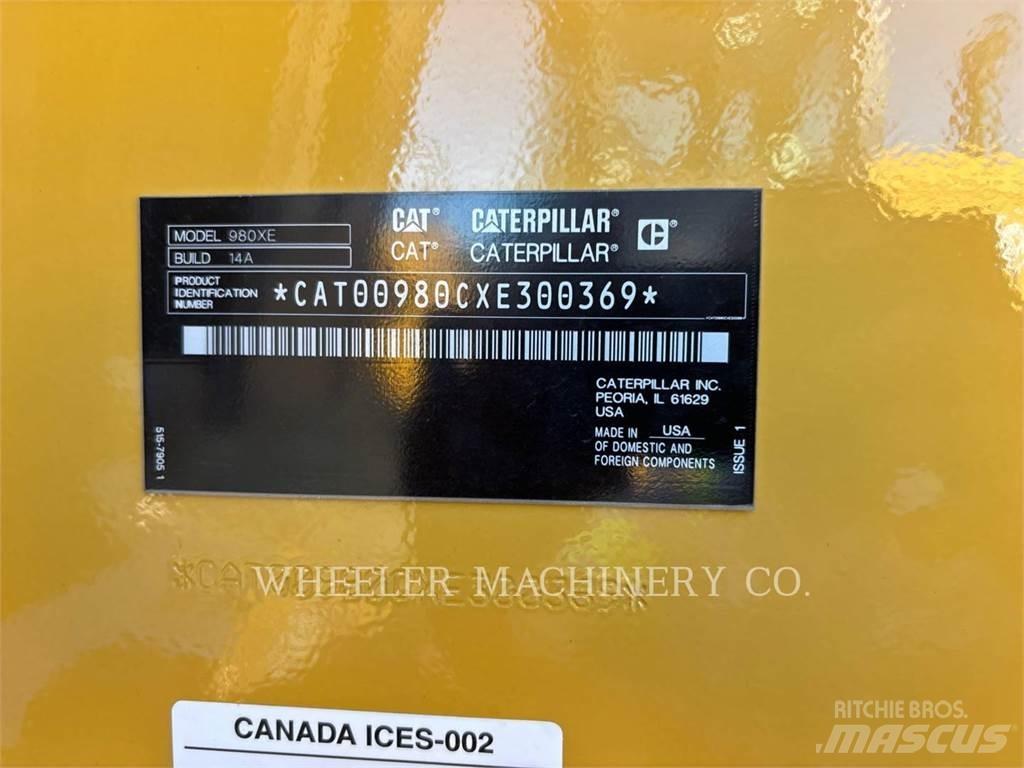 CAT® CATERPILLAR®
CAT® CATERPILLAR®
MODEL 980XE
BUILD 14A
PRODUCT IDENTIFICATION NUMBER
*CAT00980CXE300369*
CATERPILLAR INC.
PEORIA, IL 61629
USA
MADE IN USA
OF DOMESTIC AND
FOREIGN COMPONENTS
ISSUE 1
515-7905 1
WHEELER MACHINERY CO.
CANADA ICES-002
RITCHIE BROS.
MASCUS